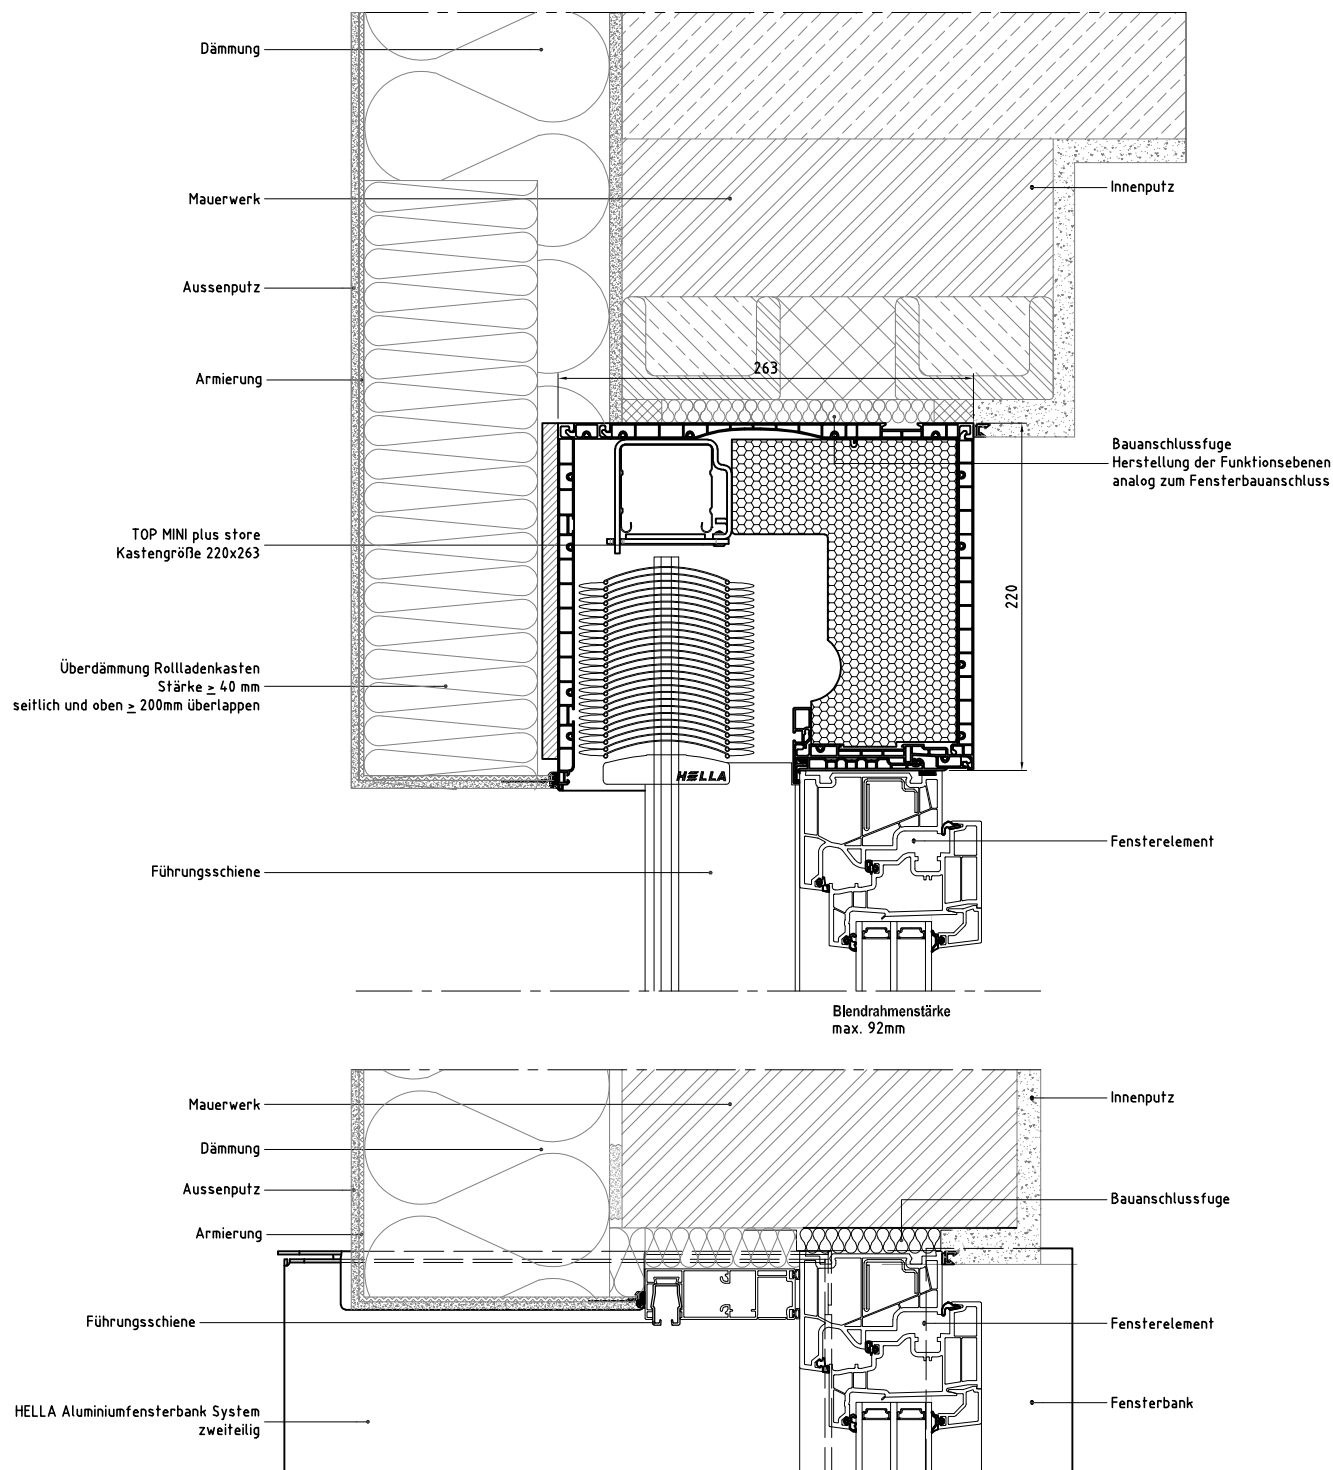 Dämmung
Mauerwerk
Innenputz
Aussenputz
Armierung
263
Bauanschlussfuge
Herstellung der Funktionsebenen
analog zum Fensterbauanschluss
TOP MINI plus store
Kastengröße 220x263
220
Überdämmung Rollladenkasten
Stärke ≥ 40 mm
seitlich und oben ≥ 200mm überlappen
HELLA
Fensterelement
Führungsschiene
Blendrahmenstärke
max. 92mm
Mauerwerk
Innenputz
Dämmung
Aussenputz
Bauanschlussfuge
Armierung
Führungsschiene
Fensterelement
HELLA Aluminiumfensterbank System
zweiteilig
Fensterbank